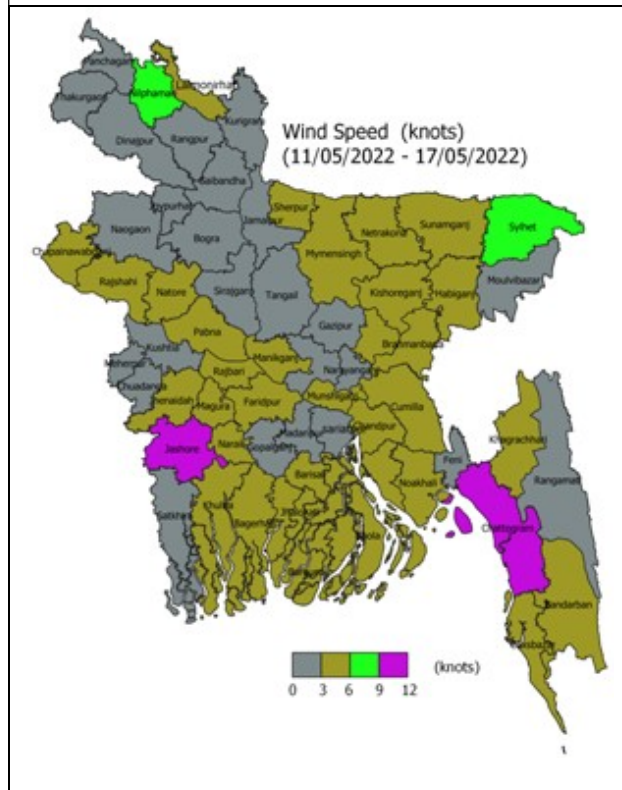 Panchagarh
Nilphamari
Lalmonirhat
Thakurgaon
Kurigram
Dinajpur
Rangpur
Wind Speed (knots)
(11/05/2022 - 17/05/2022)
Gaibandha
Joypurhat
Sherpur
Naogaon
Jamalpur
Netrakona
Sunamganj
Sylhet
Bogra
Mymensingh
Moulvibazar
Rajshahi
Natore
Sirajganj
Tangail
Kishoreganj
Habiganj
Gazipur
Pabna
Brahmanbaria
Kushtia
Manikganj
Narayanganj
Rajbari
Chuadanga
Magura
Faridpur
Munshiganj
Cumilla
Chandpur
Khagrachhari
Jashore
Narail
Madaripur
Gopalganj
Feni
Rangamati
Barisal
Noakhali
Satkhira
Khulna
Bagerhat
Jhalokati
Bhola
Chattogram
Bandarban
(knots)
0 3 6 9 12